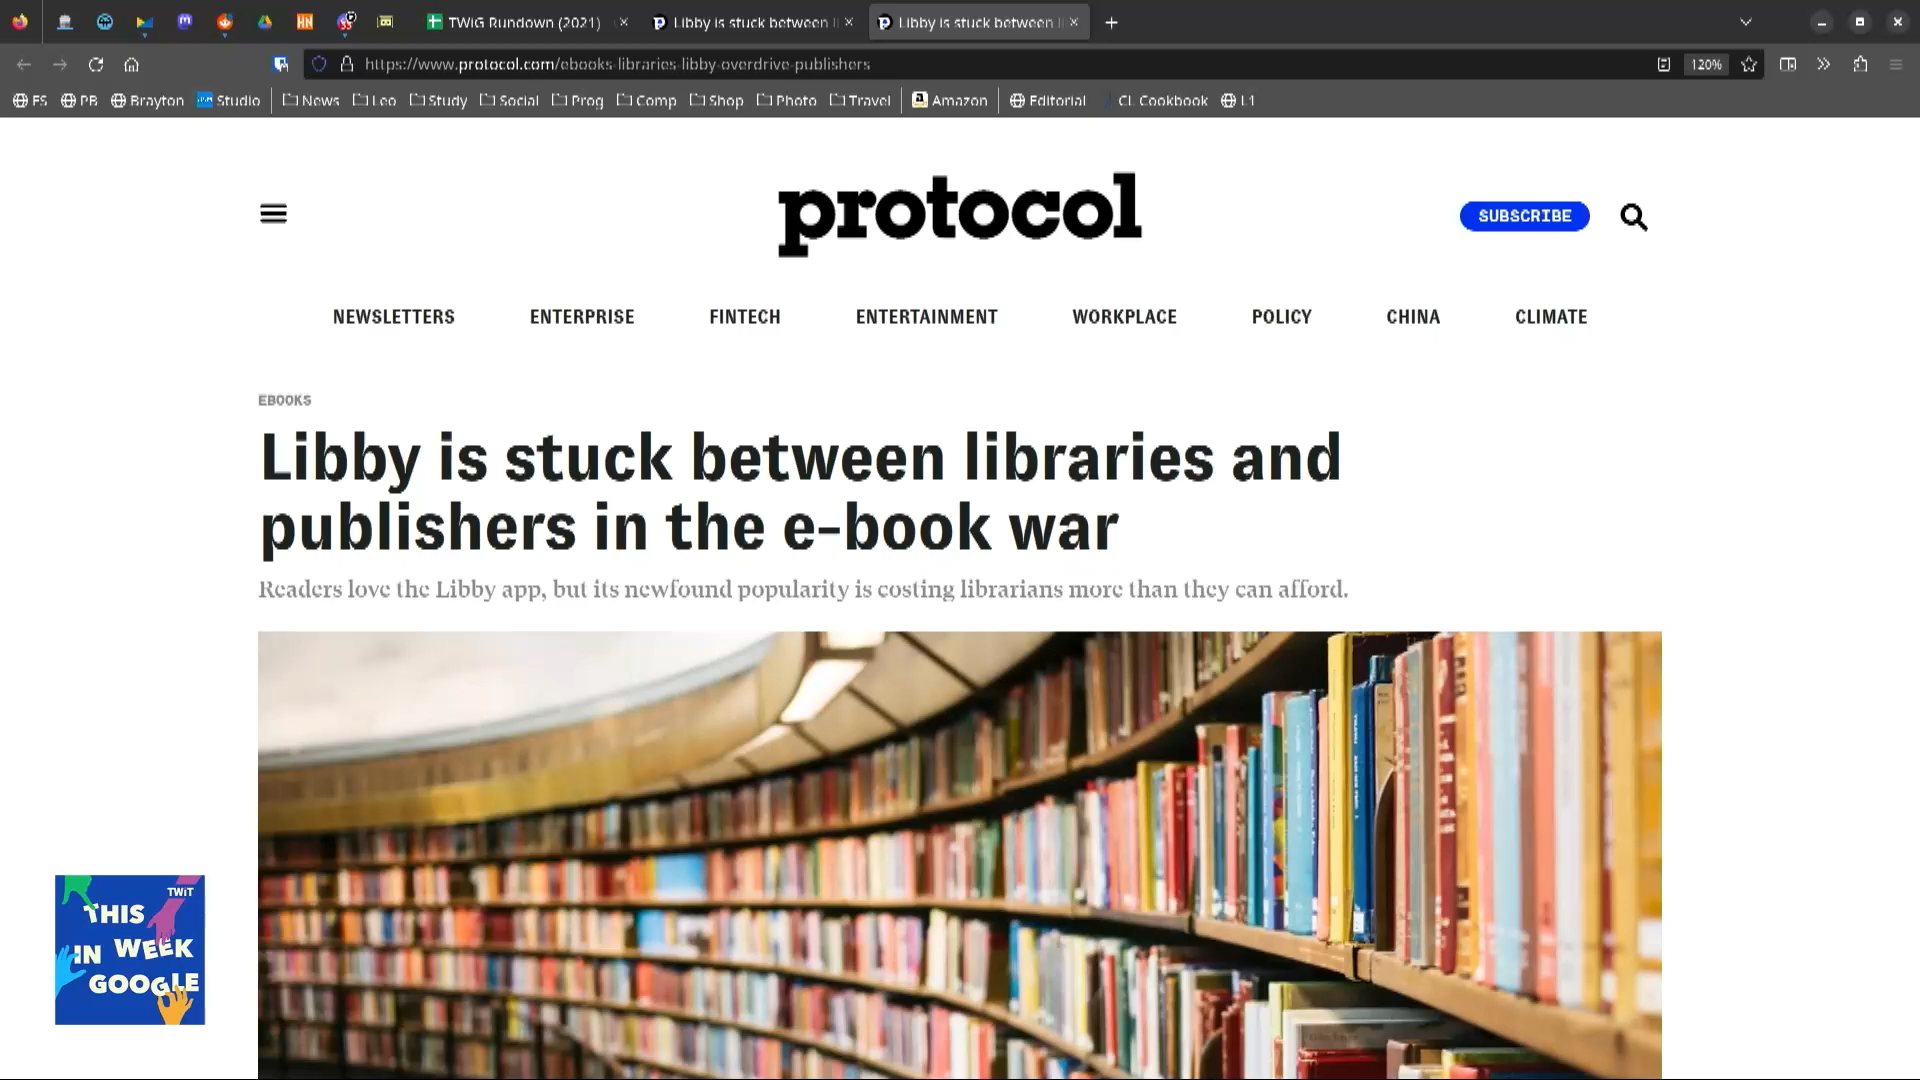 TWiG Rundown (2021)
Libby is stuck between l
Libby is stuck between l
https://www.protocol.com/ebooks-libraries-libby-overdrive-publishers
120%
FS PB Brayton Studio News Leo Study Social Prog Comp Shop Photo Travel Amazon Editorial CL Cookbook L1
protocol
SUBSCRIBE
NEWSLETTERS ENTERPRISE FINTECH ENTERTAINMENT WORKPLACE POLICY CHINA CLIMATE
EBOOKS
Libby is stuck between libraries and
publishers in the e-book war
Readers love the Libby app, but its newfound popularity is costing librarians more than they can afford.
TWiT
THIS
IN WEEK
GOOGLE